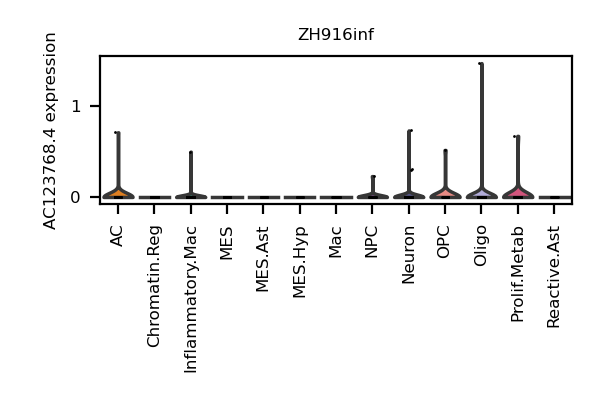 ZH916inf
AC123768.4 expression
1
0
AC
Chromatin.Reg
Inflammatory.Mac
MES
MES.Ast
MES.Hyp
Mac
NPC
Neuron
OPC
Oligo
Prolif.Metab
Reactive.Ast